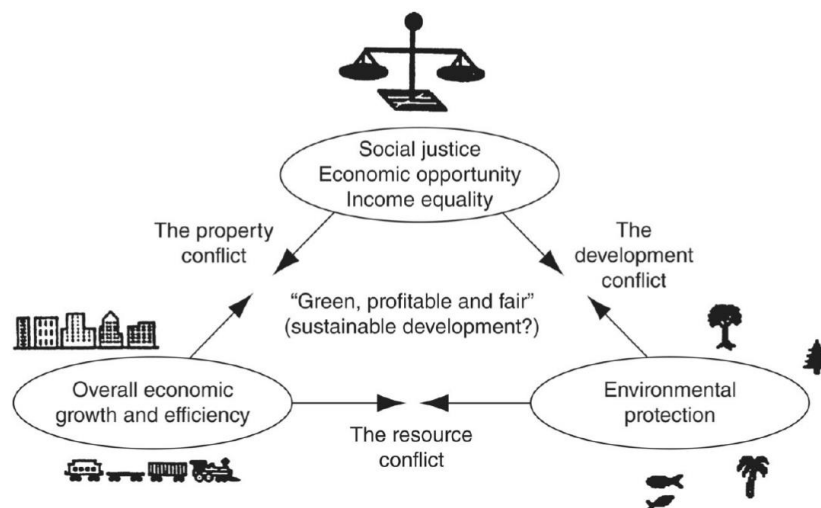 Social justice
Economic opportunity
Income equality
The property
conflict
The
development
conflict
“Green, profitable and fair”
(sustainable development?)
Overall economic
growth and efficiency
Environmental
protection
The resource
conflict